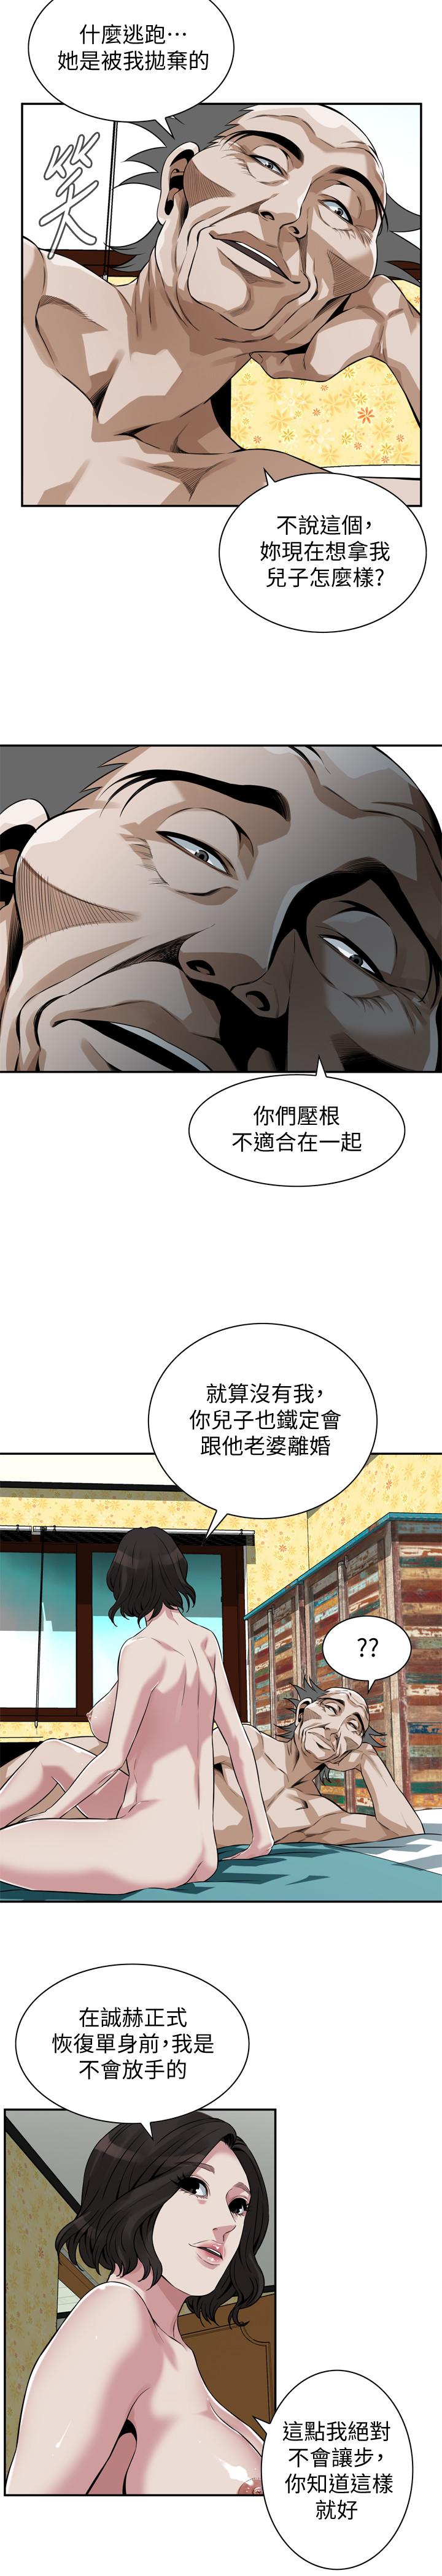 什麼逃跑…
她是被我拋棄的
笑
不說這個，
妳現在想拿我
兒子怎麼樣？
你們壓根
不適合在一起
就算沒有我，
你兒子也鐵定會
跟他老婆離婚
??
在誠赫正式
恢復單身前，我是
不會放手的
這點我絕對
不會讓步，
你知道這樣
就好